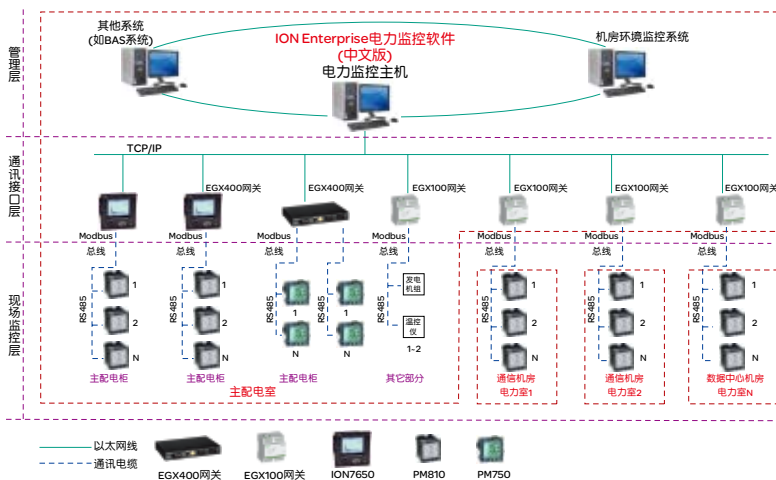 其他系统
(如BAS系统)
ION Enterprise电力监控软件
(中文版)
电力监控主机
机房环境监控系统
管理层
TCP/IP
通讯接口层
EGX400网关
EGX400网关
EGX100网关
EGX100网关
EGX100网关
EGX100网关
Modbus
总线
Modbus
总线
Modbus
总线
Modbus
总线
Modbus
总线
Modbus
总线
Modbus
总线
现场监控层
RS485
1
2
N
主配电柜
RS485
1
2
N
主配电柜
RS485
1
N
RS485
1
N
主配电柜
RS485
发电
机组
温控
仪
1-2
其它部分
主配电室
RS485
1
2
N
通信机房
电力室1
RS485
1
2
N
通信机房
电力室2
RS485
1
2
N
数据中心机房
电力室N
以太网线
通讯电缆
EGX400网关
EGX100网关
ION7650
PM810
PM750